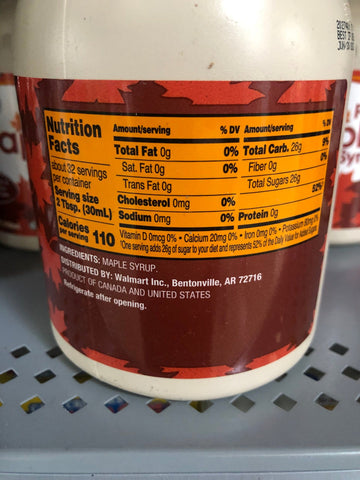 Nutrition Facts
about 32 servings per container
Serving size 2 Tbsp. (30mL)
Calories per serving 110
Amount/serving % DV
Total Fat 0g 0%
Sat. Fat 0g 0%
Trans Fat 0g
Cholesterol 0mg 0%
Sodium 0mg 0%
Amount/serving % DV
Total Carb. 26g 9%
Fiber 0g 0%
Total Sugars 26g
52%*
Protein 0g
Vitamin D 0mcg 0% • Calcium 20mg 0% • Iron 0mg 0% • Potassium 80mg 0%
*One serving adds 26g of sugar to your diet and represents 52% of the Daily Value for Added Sugars.
INGREDIENTS: MAPLE SYRUP.
DISTRIBUTED BY: Walmart Inc., Bentonville, AR 72716
PRODUCT OF CANADA AND UNITED STATES
Refrigerate after opening.